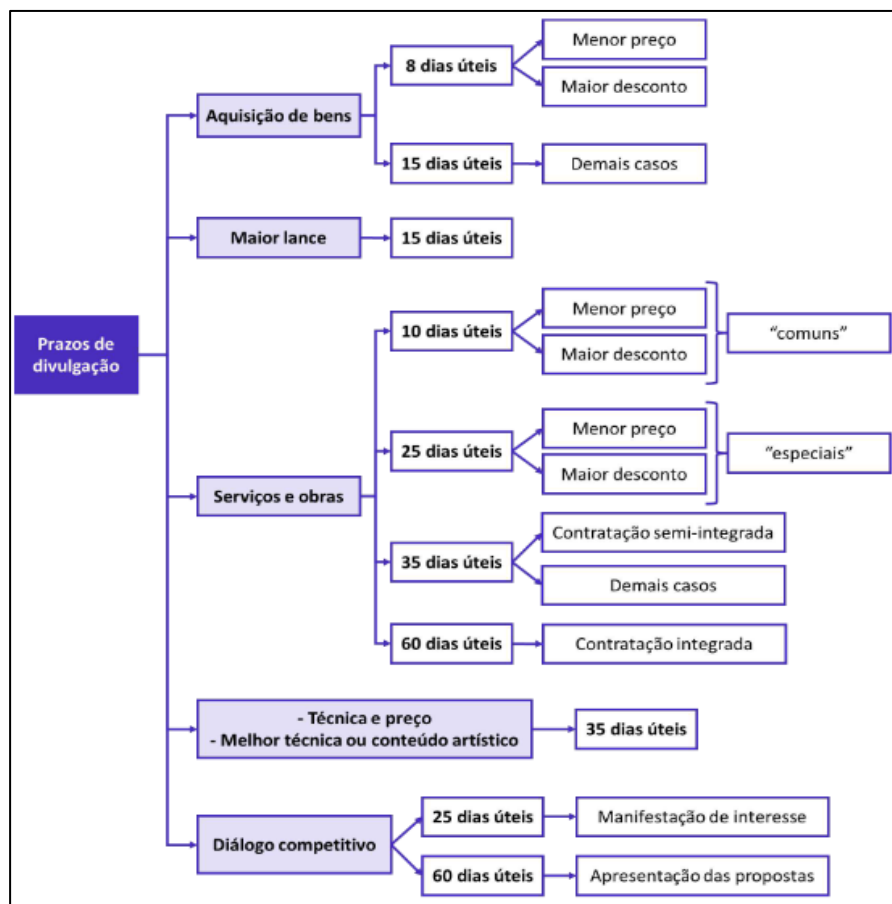 Prazos de
divulgação
Aquisição de bens
8 dias úteis
Menor preço
Maior desconto
15 dias úteis
Demais casos
Maior lance
15 dias úteis
Serviços e obras
10 dias úteis
Menor preço
Maior desconto
"comuns"
25 dias úteis
Menor preço
Maior desconto
"especiais"
35 dias úteis
Contratação semi-integrada
Demais casos
60 dias úteis
Contratação integrada
- Técnica e preço
- Melhor técnica ou conteúdo artístico
35 dias úteis
Diálogo competitivo
25 dias úteis
Manifestação de interesse
60 dias úteis
Apresentação das propostas